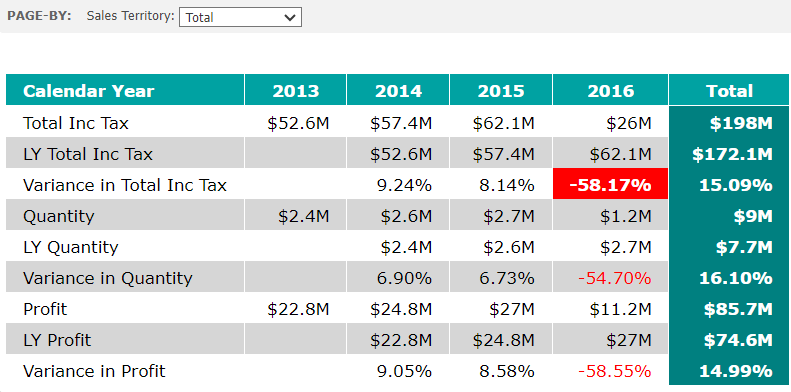 PAGE-BY: Sales Territory: Total
Calendar Year 2013 2014 2015 2016 Total
Total Inc Tax $52.6M $57.4M $62.1M $26M $198M
LY Total Inc Tax $52.6M $57.4M $62.1M $172.1M
Variance in Total Inc Tax 9.24% 8.14% -58.17% 15.09%
Quantity $2.4M $2.6M $2.7M $1.2M $9M
LY Quantity $2.4M $2.6M $2.7M $7.7M
Variance in Quantity 6.90% 6.73% -54.70% 16.10%
Profit $22.8M $24.8M $27M $11.2M $85.7M
LY Profit $22.8M $24.8M $27M $74.6M
Variance in Profit 9.05% 8.58% -58.55% 14.99%